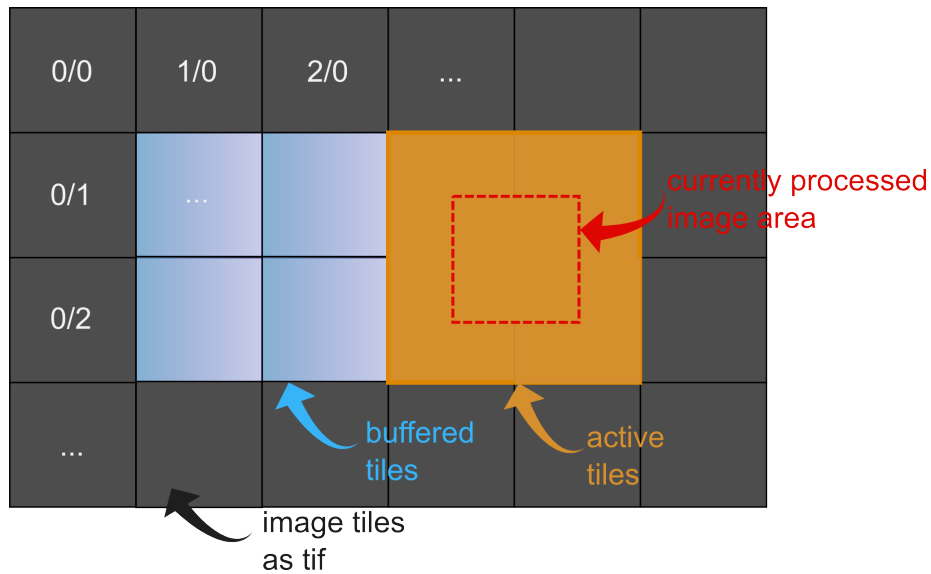 0/0
1/0
2/0
...
0/1
...
currently processed
image area
0/2
buffered
tiles
active
tiles
...
image tiles
as tif